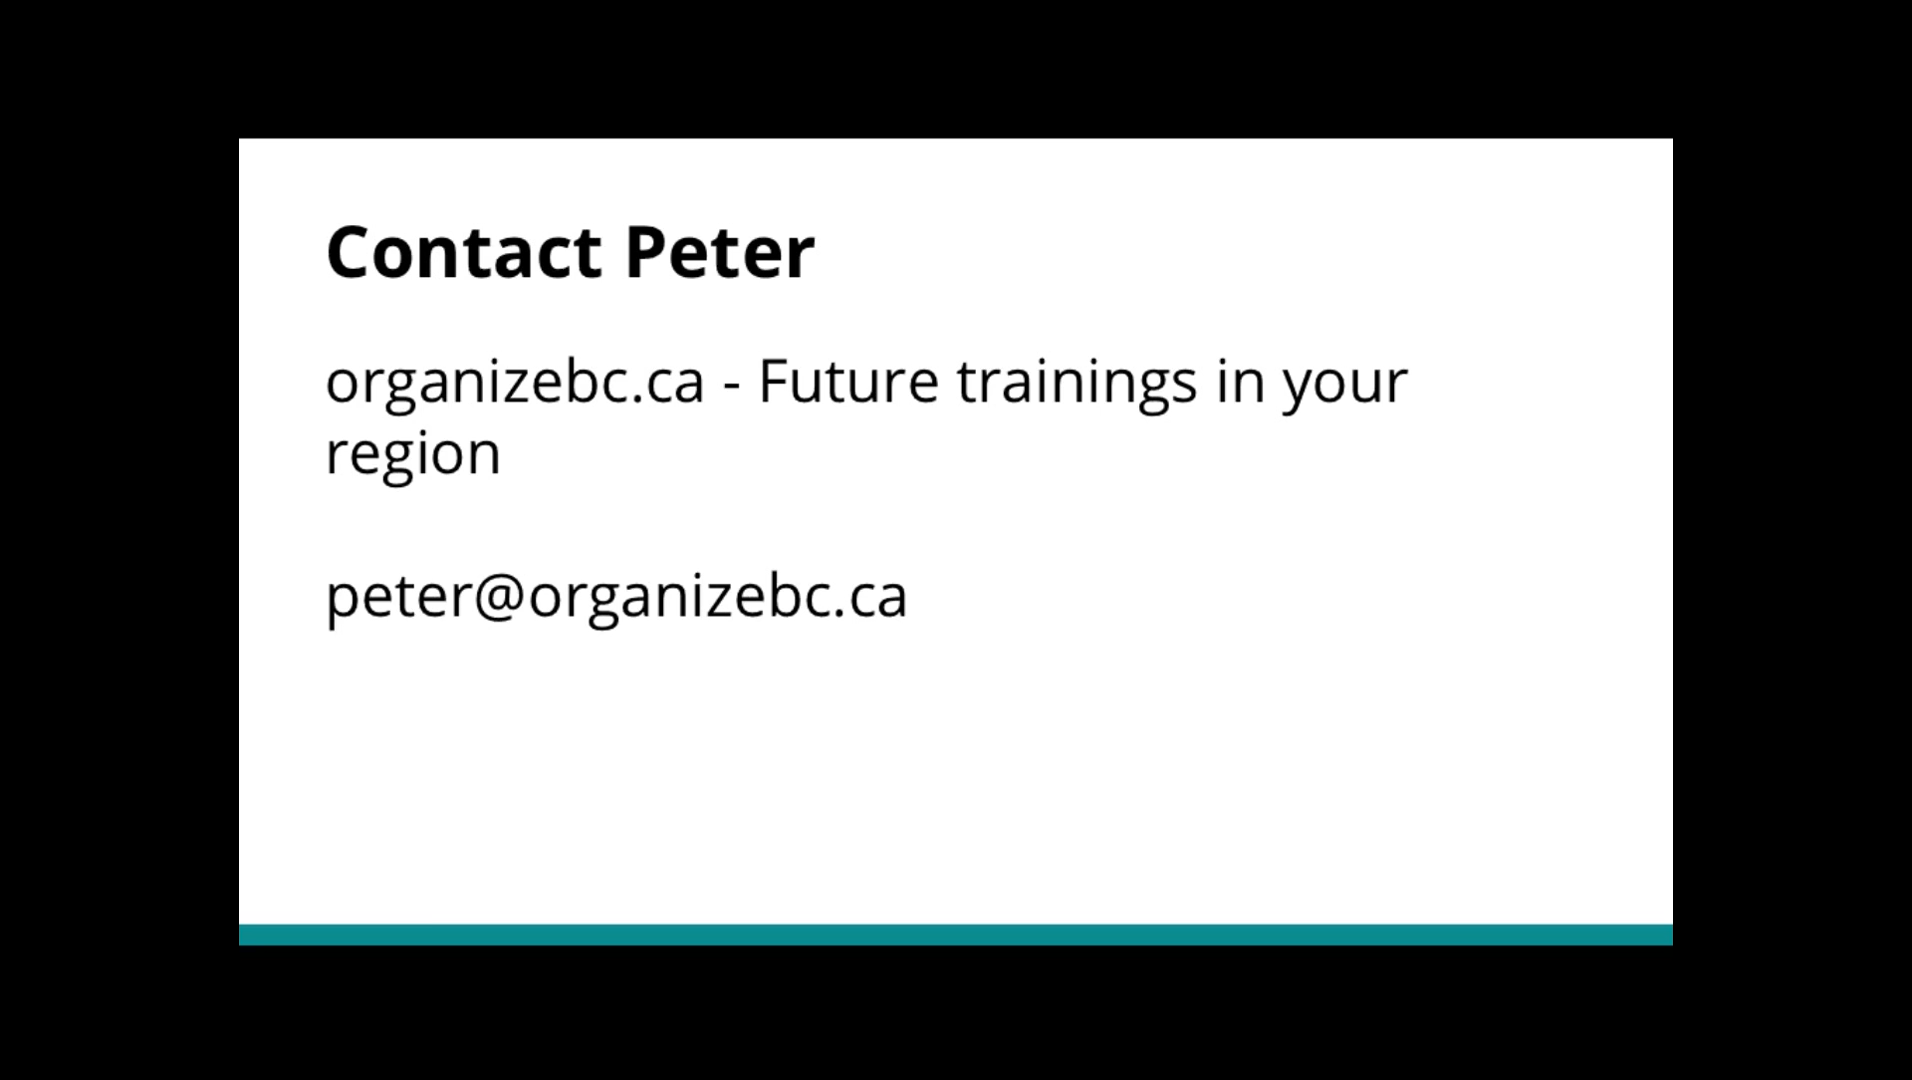 Contact Peter
organizebc.ca - Future trainings in your
region
peter@organizebc.ca